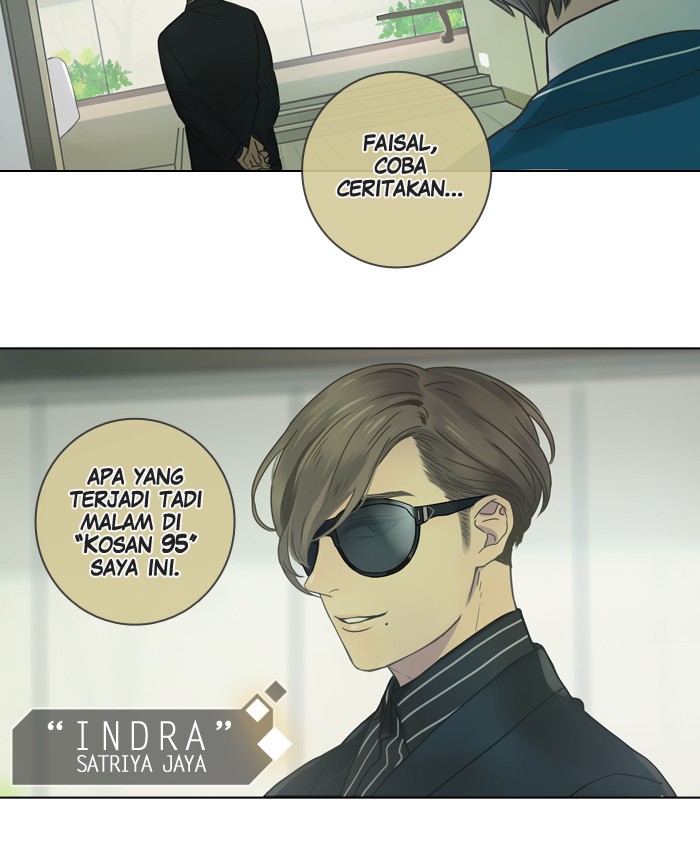 FAISAL,
COBA
CERITAKAN...
APA YANG
TERJADI TADI
MALAM DI
"KOSAN 95"
SAYA INI.
"INDRA"
SATRIYA JAYA